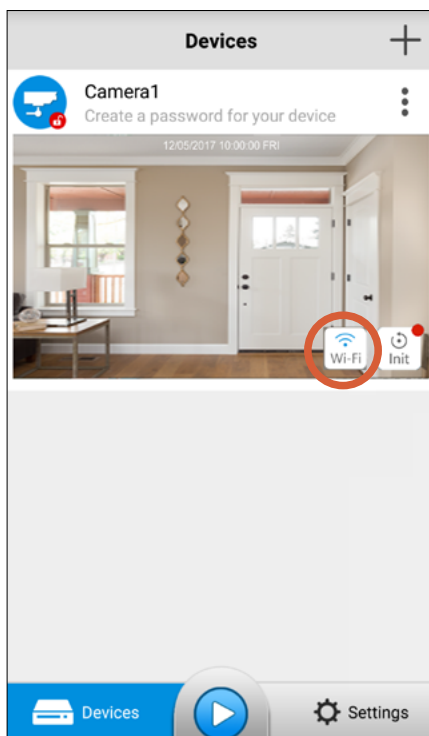 Devices
Camera1
Create a password for your device
12/05/2017 10:00:00 FRI
Wi-Fi
Init
Devices
Settings